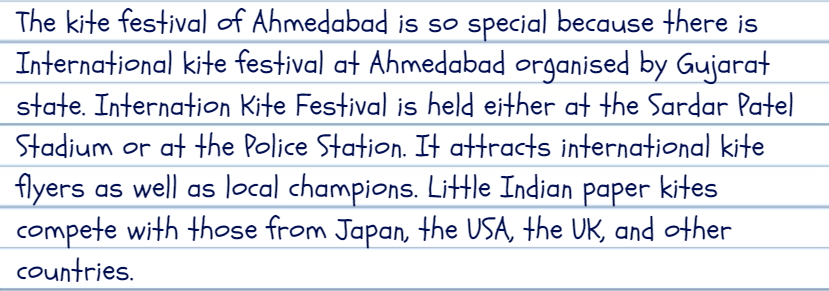 The kite festival of Ahmedabad is so special because there is
International kite festival at Ahmedabad organised by Gujarat
state. Internation Kite Festival is held either at the Sardar Patel
Stadium or at the Police Station. It attracts international kite
flyers as well as local champions. Little Indian paper kites
compete with those from Japan, the USA, the UK, and other
countries.